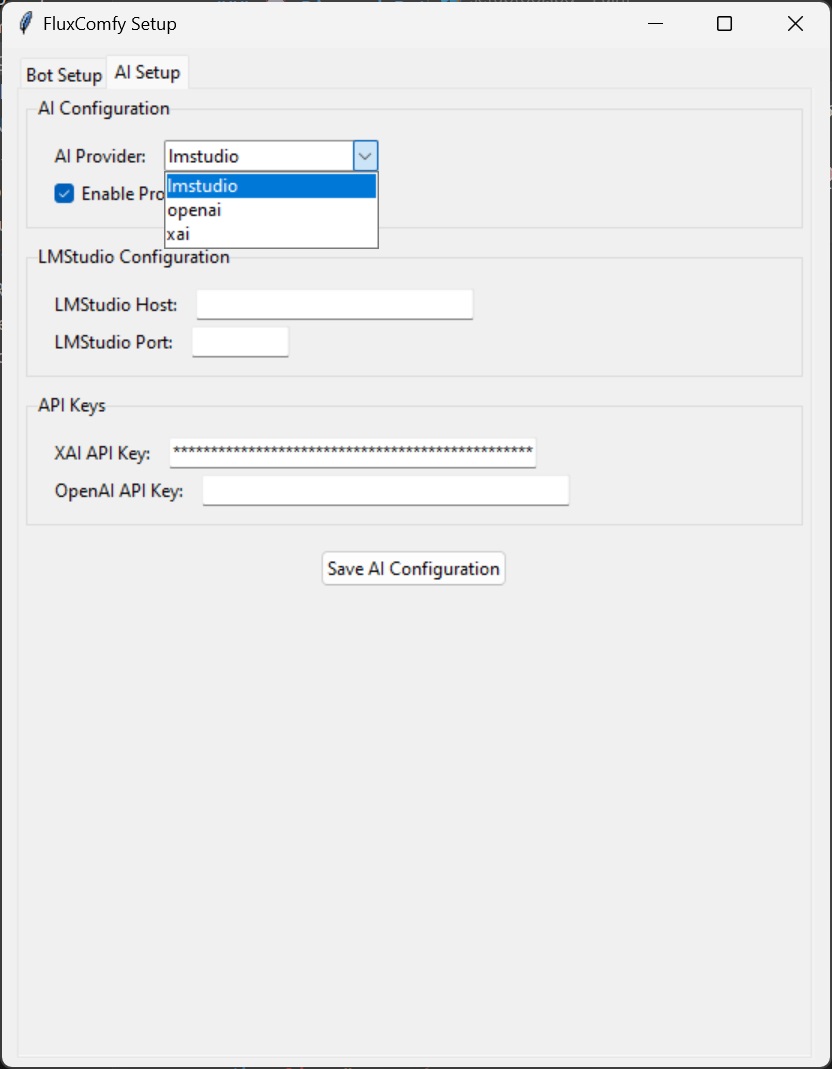 FluxComfy Setup
Bot Setup AI Setup
AI Configuration
AI Provider: lmstudio
lmstudio
Enable Pro
openai
xai
LMStudio Configuration
LMStudio Host:
LMStudio Port:
API Keys
XAI API Key: ************************************************
OpenAI API Key:
Save AI Configuration